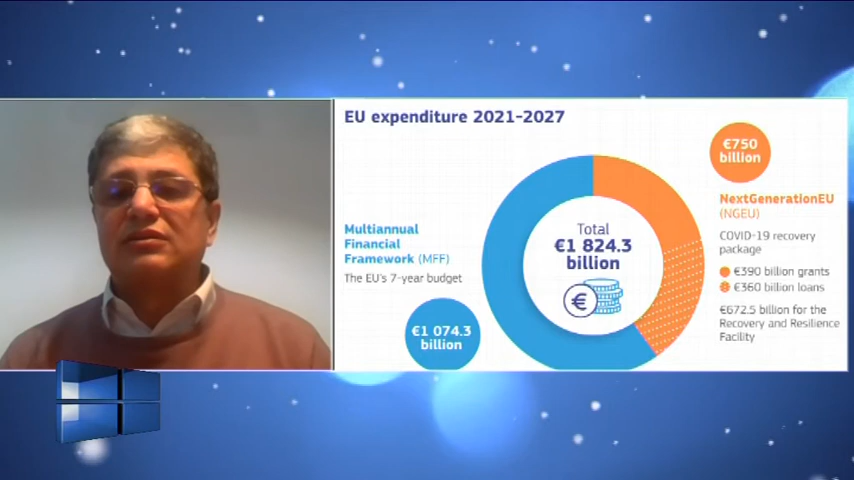 EU expenditure 2021-2027
€750
billion
NextGenerationEU
(NGEU)
COVID-19 recovery
package
€390 billion grants
€360 billion loans
€672.5 billion for the
Recovery and Resilience
Facility
Total
€1 824.3
billion
Multiannual
Financial
Framework (MFF)
The EU's 7-year budget
€1 074.3
billion